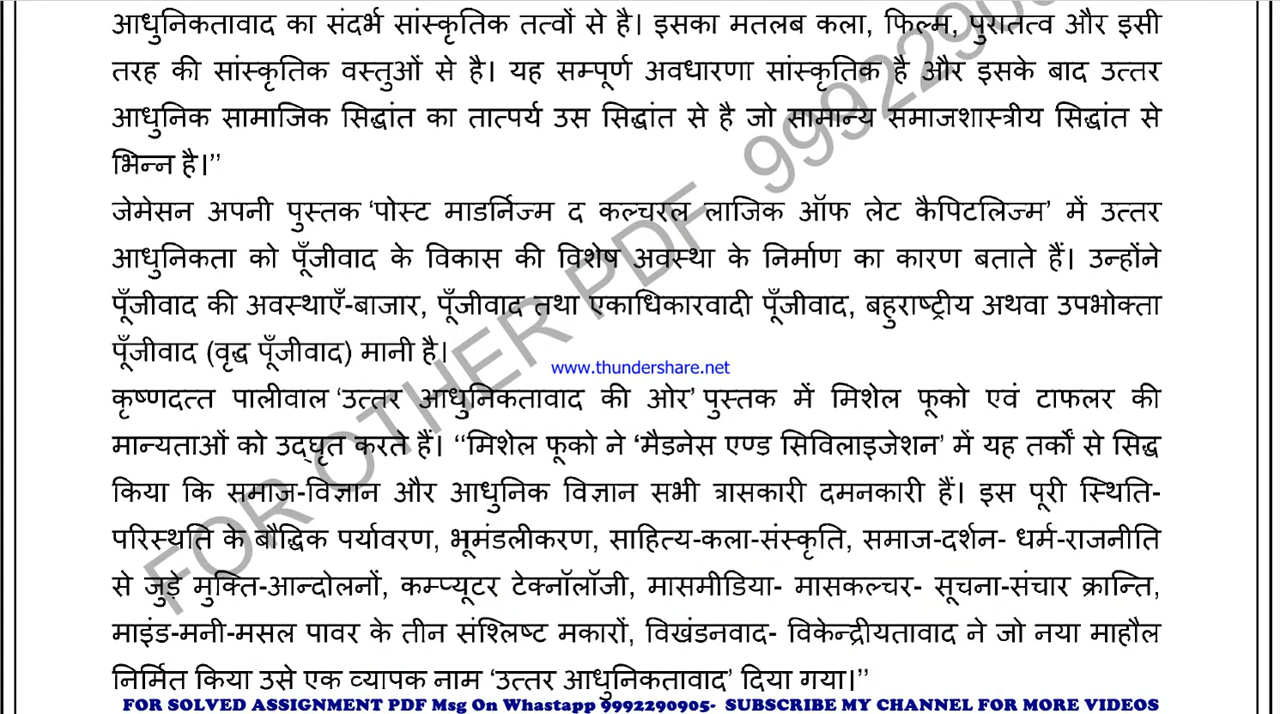 आधुनिकतावाद का संदर्भ सांस्कृतिक तत्वों से है। इसका मतलब कला, फिल्म, पुरातत्व और इसी
तरह की सांस्कृतिक वस्तुओं से है। यह सम्पूर्ण अवधारणा सांस्कृतिक है और इसके बाद उत्तर
आधुनिक सामाजिक सिद्धांत का तात्पर्य उस सिद्धांत से है जो सामान्य समाजशास्त्रीय सिद्धांत से
भिन्न है।’’
जेमेसन अपनी पुस्तक ‘पोस्ट माडर्निज्म द कल्चरल लाजिक ऑफ लेट कैपिटलिज्म’ में उत्तर
आधुनिकता को पूँजीवाद के विकास की विशेष अवस्था के निर्माण का कारण बताते हैं। उन्होंने
पूँजीवाद की अवस्थाएँ-बाजार, पूँजीवाद तथा एकाधिकारवादी पूँजीवाद, बहुराष्ट्रीय अथवा उपभोक्ता
पूँजीवाद (वृद्ध पूँजीवाद) मानी है।
www.thundershare.net
कृष्णदत्त पालीवाल ‘उत्तर आधुनिकतावाद की ओर’ पुस्तक में मिशेल फूको एवं टाफलर की
मान्यताओं को उद्घृत करते हैं। ‘‘मिशेल फूको ने ‘मैडनेस एण्ड सिविलाइजेशन’ में यह तर्कों से सिद्ध
किया कि समाज-विज्ञान और आधुनिक विज्ञान सभी त्रासकारी दमनकारी हैं। इस पूरी स्थिति-
परिस्थति के बौद्धिक पर्यावरण, भूमंडलीकरण, साहित्य-कला-संस्कृति, समाज-दर्शन- धर्म-राजनीति
से जुड़े मुक्ति-आन्दोलनों, कम्प्यूटर टेक्नॉलॉजी, मासमीडिया- मासकल्चर- सूचना-संचार क्रान्ति,
माइंड-मनी-मसल पावर के तीन संश्लिष्ट मकारों, विखंडनवाद- विकेन्द्रीयतावाद ने जो नया माहौल
निर्मित किया उसे एक व्यापक नाम ‘उत्तर आधुनिकतावाद’ दिया गया।’’
FOR OTHER PDF 9992290905
FOR SOLVED ASSIGNMENT PDF Msg On Whastapp 9992290905- SUBSCRIBE MY CHANNEL FOR MORE VIDEOS